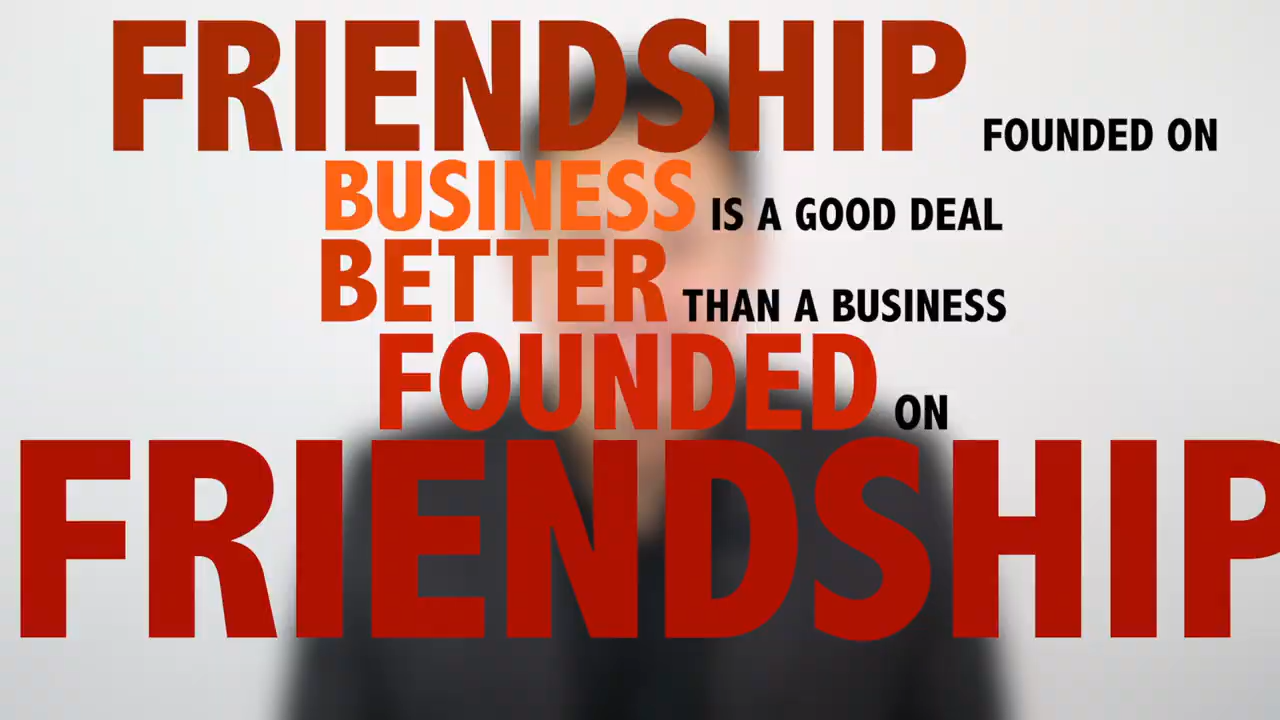 FRIENDSHIP FOUNDED ON
BUSINESS IS A GOOD DEAL
BETTER THAN A BUSINESS
FOUNDED ON
FRIENDSHIP